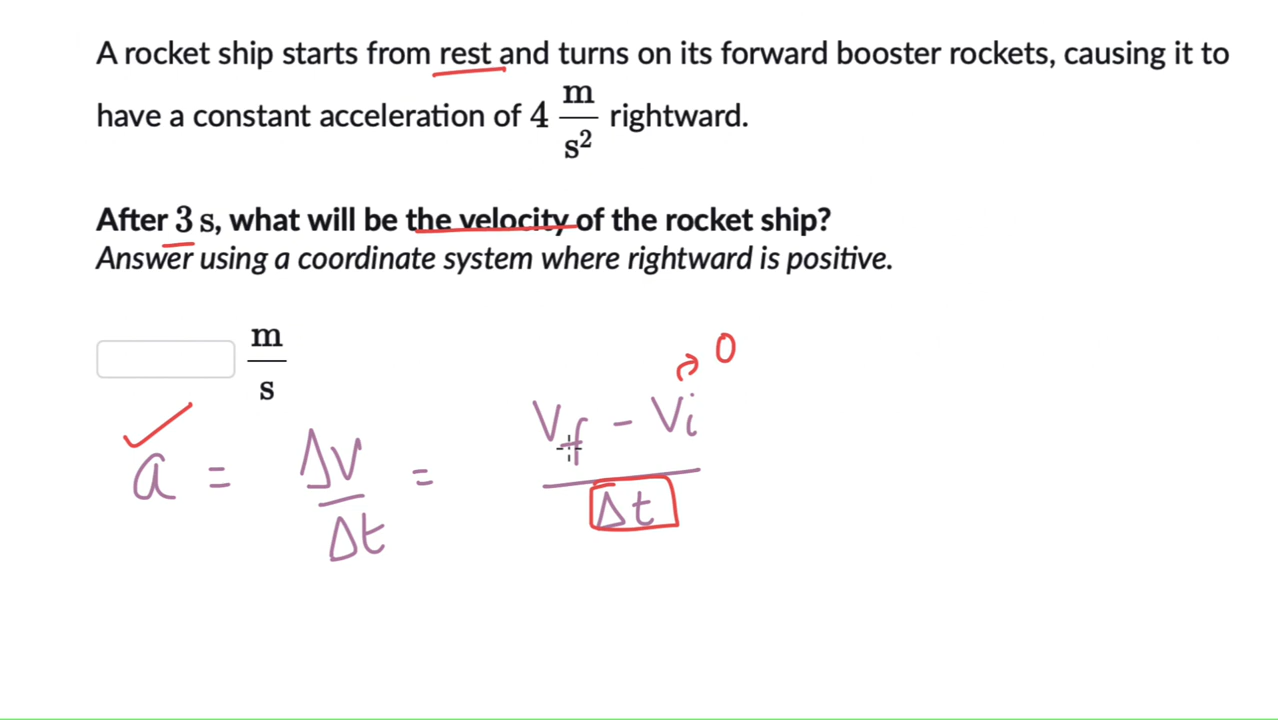 A rocket ship starts from rest and turns on its forward booster rockets, causing it to
have a constant acceleration of 4 m/s² rightward.
After 3 s, what will be the velocity of the rocket ship?
Answer using a coordinate system where rightward is positive.
m/s
0
a = Δv/Δt = (Vf - Vi)/Δt